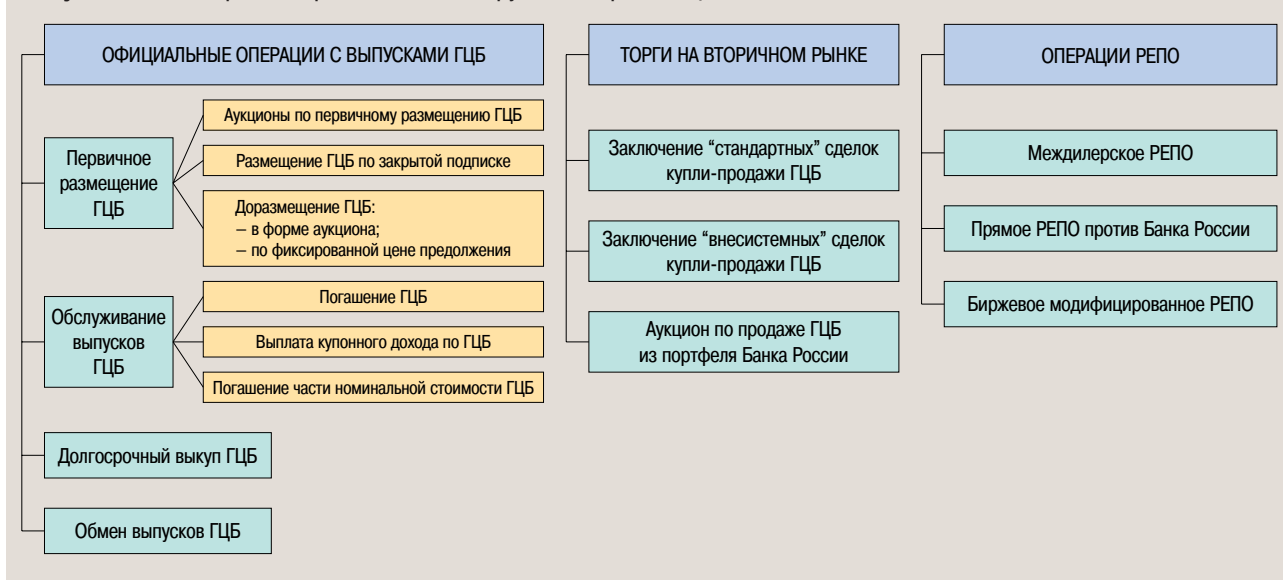 ОФИЦИАЛЬНЫЕ ОПЕРАЦИИ С ВЫПУСКАМИ ГЦБ
Первичное
размещение
ГЦБ
Аукционы по первичному размещению ГЦБ
Размещение ГЦБ по закрытой подписке
Доразмещение ГЦБ:
– в форме аукциона;
– по фиксированной цене предолжения
Обслуживание
выпусков
ГЦБ
Погашение ГЦБ
Выплата купонного дохода по ГЦБ
Погашение части номинальной стоимости ГЦБ
Долгосрочный выкуп ГЦБ
Обмен выпусков ГЦБ
ТОРГИ НА ВТОРИЧНОМ РЫНКЕ
Заключение “стандартных” сделок
купли-продажи ГЦБ
Заключение “внесистемных” сделок
купли-продажи ГЦБ
Аукцион по продаже ГЦБ
из портфеля Банка России
ОПЕРАЦИИ РЕПО
Междилерское РЕПО
Прямое РЕПО против Банка России
Биржевое модифицированное РЕПО